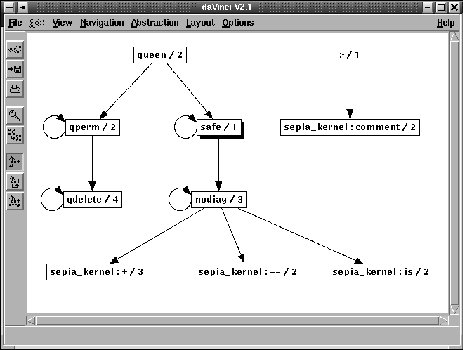 daVinci V2.1
File Edit View Navigation Abstraction Layout Options Help
queen / 2
:- / 1
qperm / 2
safe / 1
sepia_kernel : comment / 2
qdelete / 4
nodiag / 3
sepia_kernel : + / 3
sepia_kernel : -- / 2
sepia_kernel : is / 2